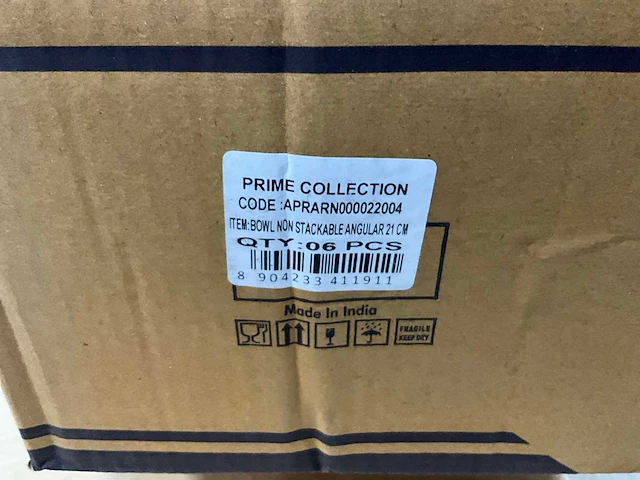 PRIME COLLECTION
CODE :APRARN000022004
ITEM:BOWL NON STACKABLE ANGULAR 21 CM
QTY:06 PCS
8 904233 411911
Made In India
FRAGILE
KEEP DRY